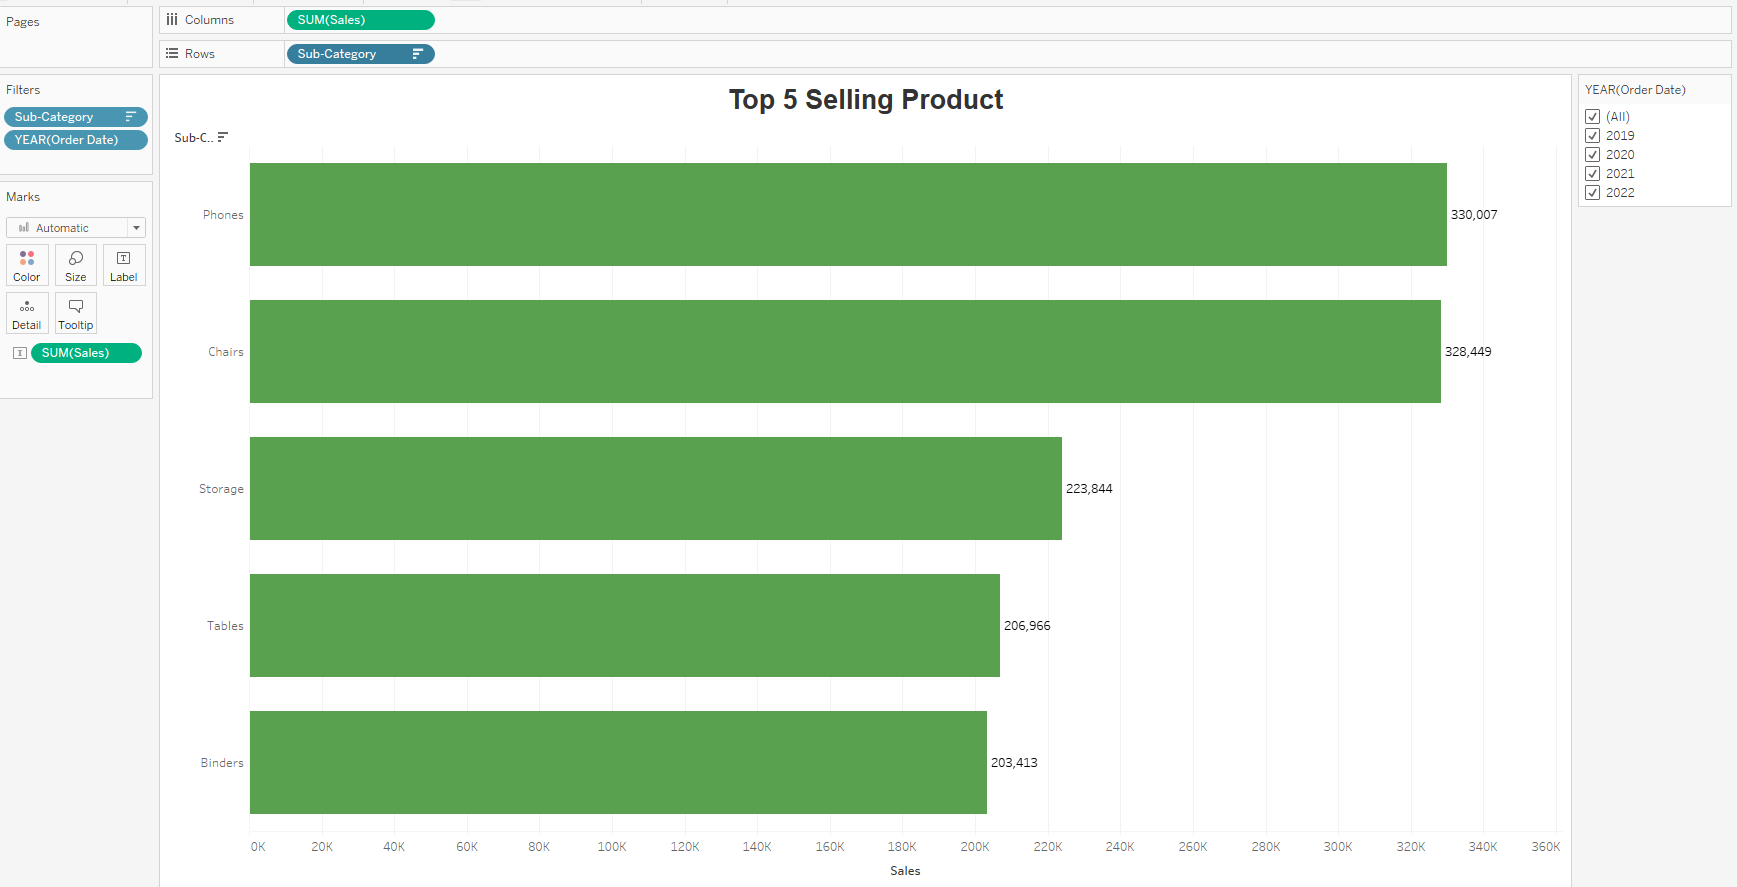 Pages
Columns
SUM(Sales)
Rows
Sub-Category
Filters
Sub-Category
YEAR(Order Date)
Marks
Automatic
Color
Size
Label
Detail
Tooltip
SUM(Sales)
Top 5 Selling Product
Sub-C..
Phones
330,007
Chairs
328,449
Storage
223,844
Tables
206,966
Binders
203,413
0K 20K 40K 60K 80K 100K 120K 140K 160K 180K 200K 220K 240K 260K 280K 300K 320K 340K 360K
Sales
YEAR(Order Date)
(All)
2019
2020
2021
2022